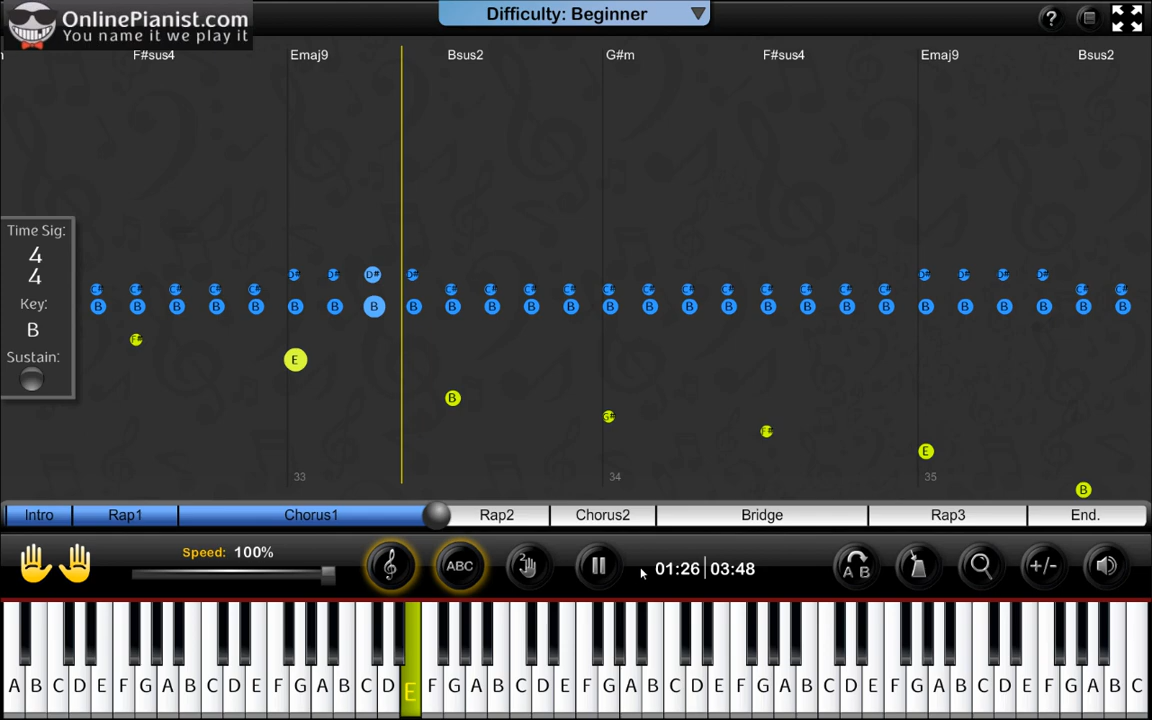 OnlinePianist.com
You name it we play it
Difficulty: Beginner
?
F#sus4 Emaj9 Bsus2 G#m F#sus4 Emaj9 Bsus2
Time Sig:
4
4
Key:
B
Sustain:
D# D# D# D# D# D# D# D#
C# C# C# C# C# C# C# C# C# C# C# C# C# C# C# C# C# C# C#
B B B B B B B B B B B B B B B B B B B B B B B B B B B
F#
E
B
G#
F#
E
B
33 34 35
Intro Rap1 Chorus1 Rap2 Chorus2 Bridge Rap3 End.
Speed: 100%
ABC
2
01:26 03:48
A B
+/-
A B C D E F G A B C D E F G A B C D E F G A B C D E F G A B C D E F G A B C D E F G A B C D E F G A B C